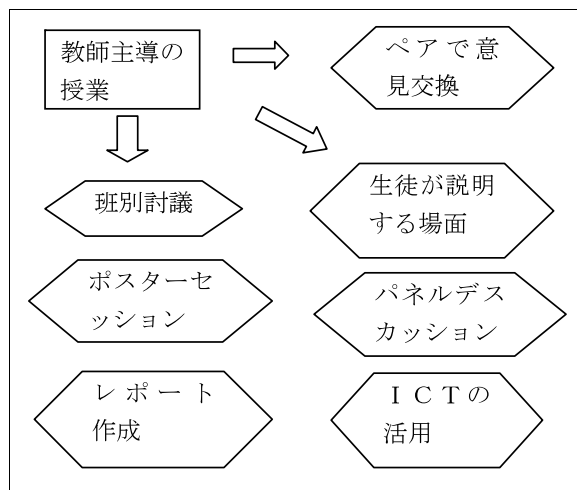 教師主導の
授業
ペアで意
見交換
班別討議
生徒が説明
する場面
ポスターセ
ッション
パネルデス
カッション
レポート
作成
ＩＣＴの
活用